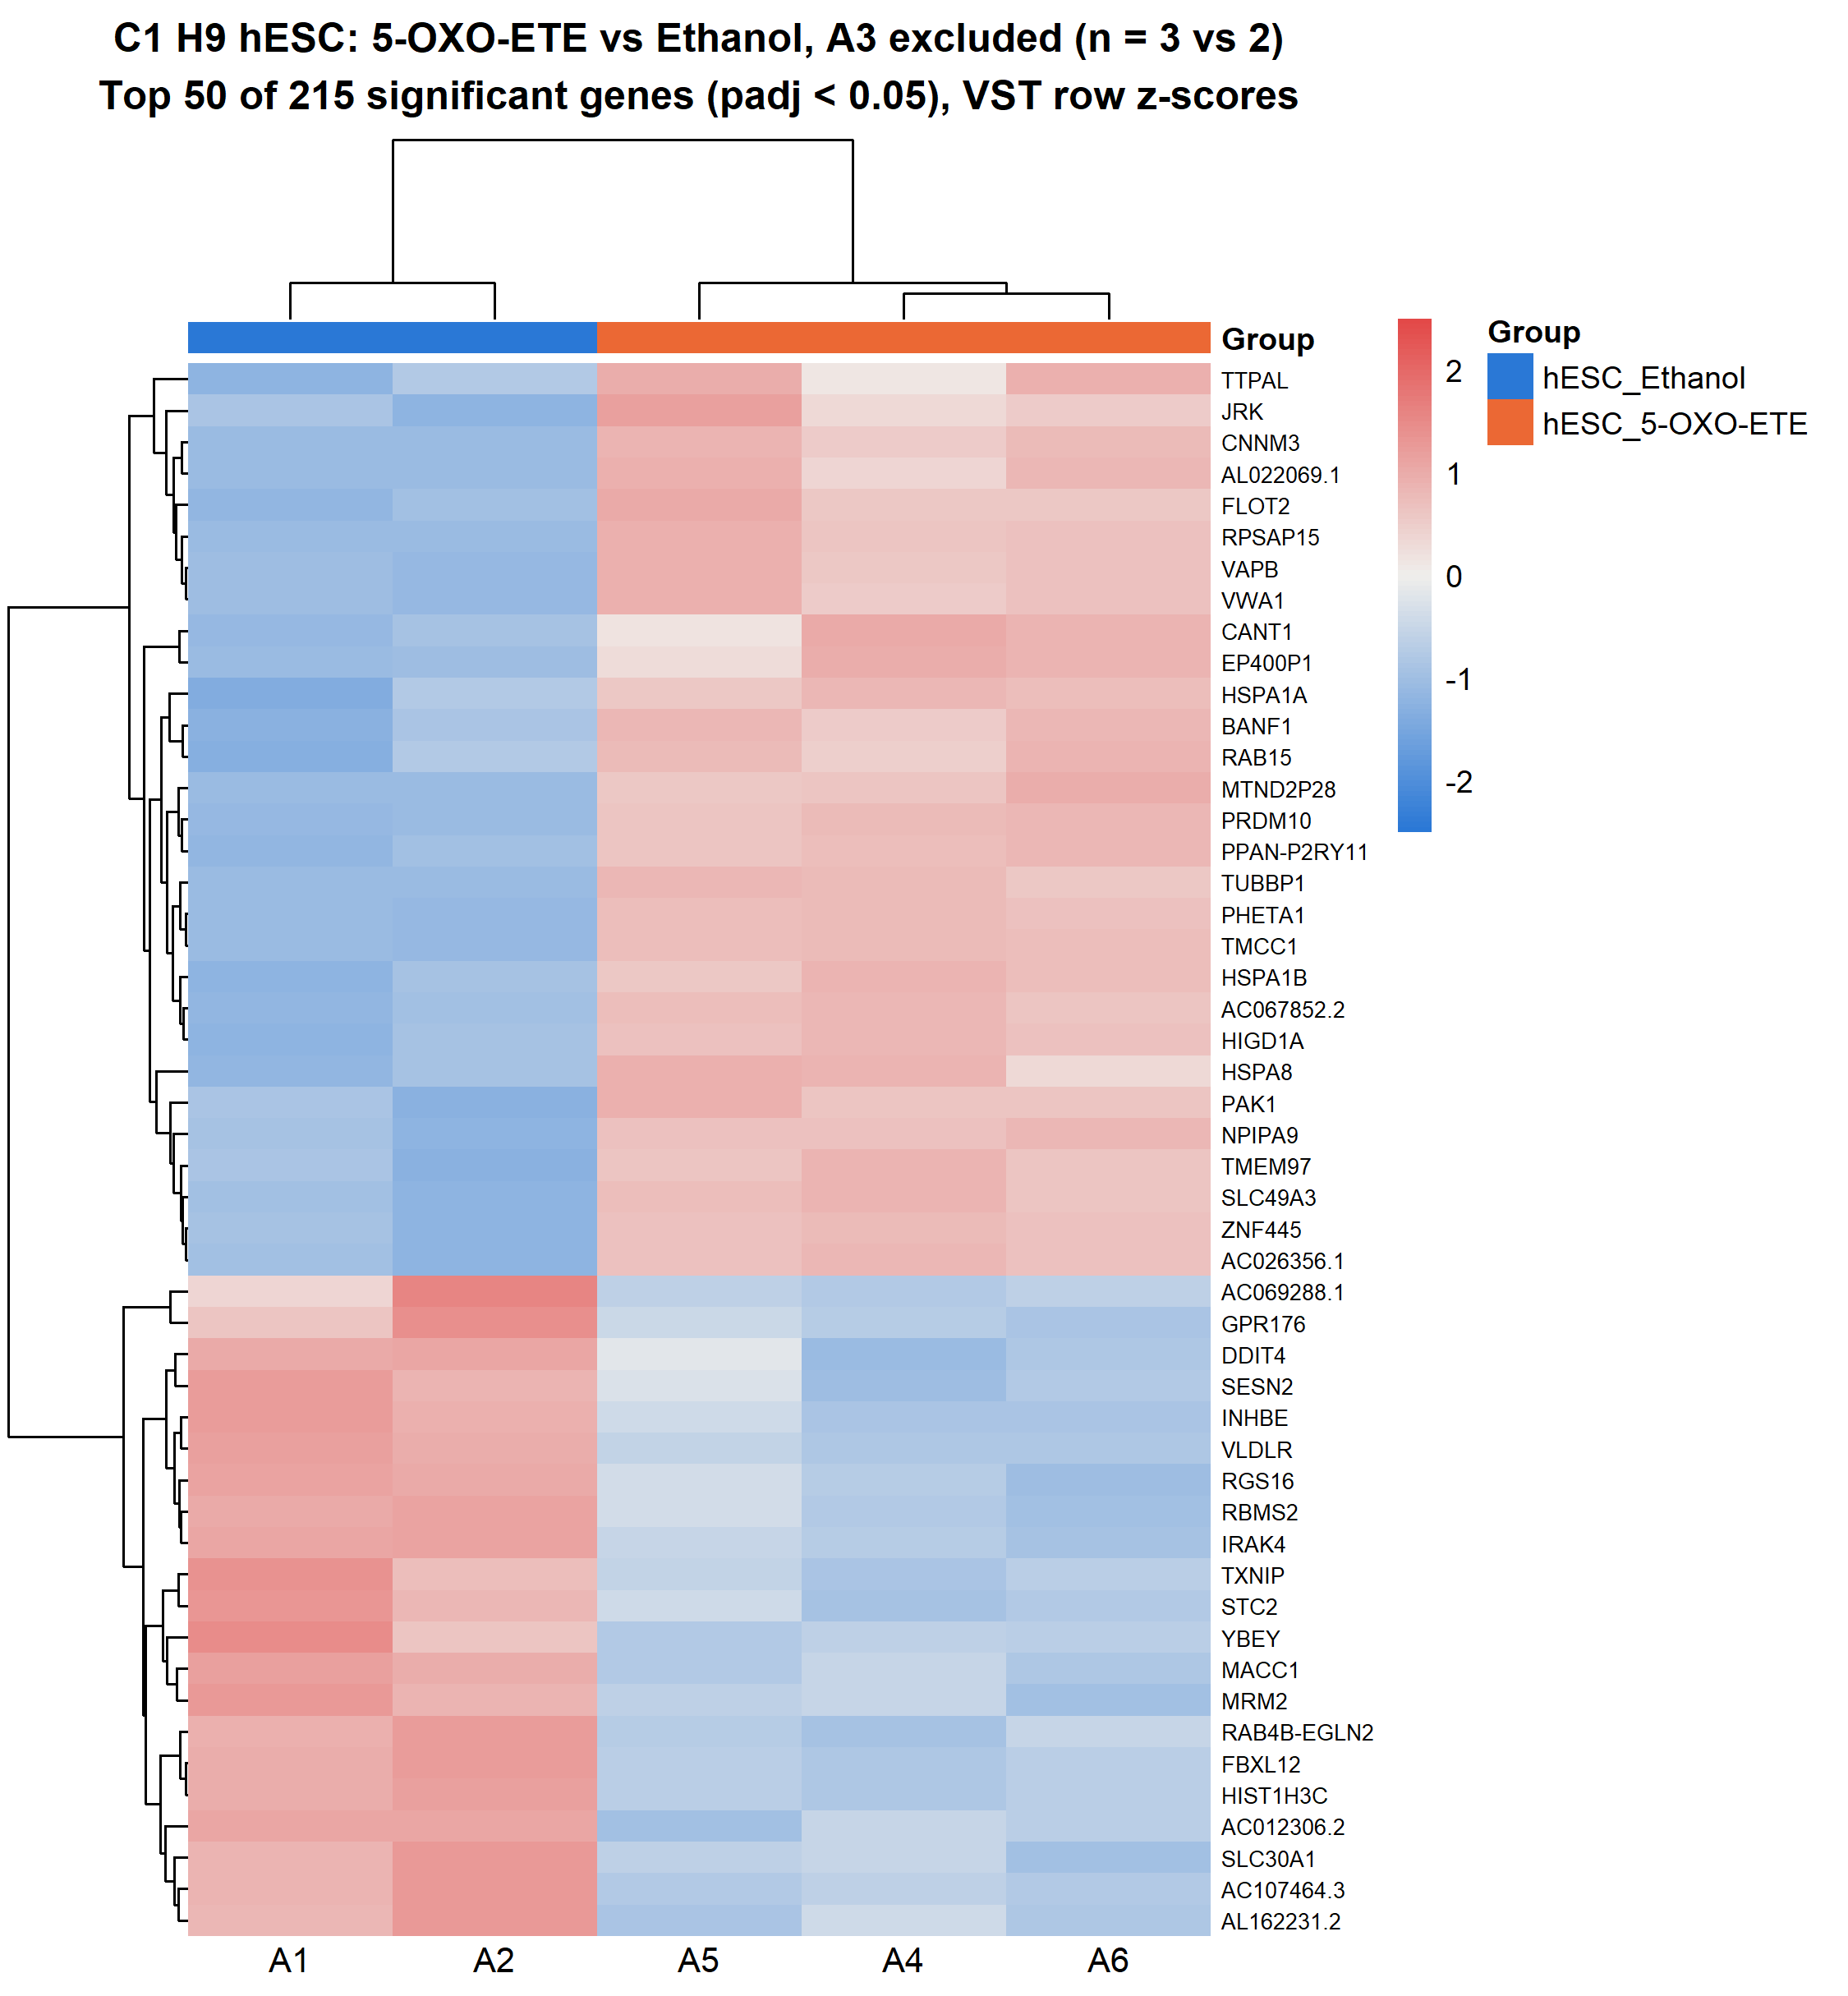 C1 H9 hESC: 5-OXO-ETE vs Ethanol, A3 excluded (n = 3 vs 2)
Top 50 of 215 significant genes (padj < 0.05), VST row z-scores
Group
TTPAL
JRK
CNNM3
AL022069.1
FLOT2
RPSAP15
VAPB
VWA1
CANT1
EP400P1
HSPA1A
BANF1
RAB15
MTND2P28
PRDM10
PPAN-P2RY11
TUBBP1
PHETA1
TMCC1
HSPA1B
AC067852.2
HIGD1A
HSPA8
PAK1
NPIPA9
TMEM97
SLC49A3
ZNF445
AC026356.1
AC069288.1
GPR176
DDIT4
SESN2
INHBE
VLDLR
RGS16
RBMS2
IRAK4
TXNIP
STC2
YBEY
MACC1
MRM2
RAB4B-EGLN2
FBXL12
HIST1H3C
AC012306.2
SLC30A1
AC107464.3
AL162231.2
A1 A2 A5 A4 A6
2
1
0
-1
-2
Group
hESC_Ethanol
hESC_5-OXO-ETE